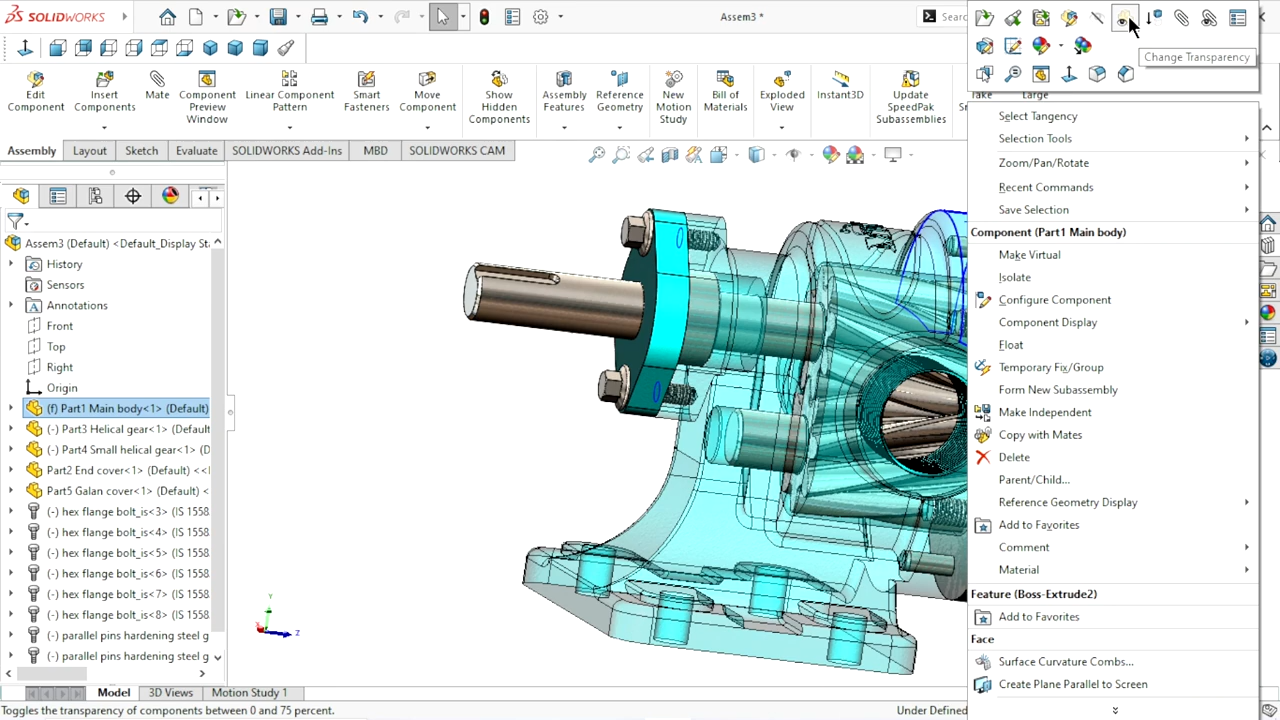 SOLIDWORKS
Assem3 *
Searc
Change Transparency
Edit Component
Insert Components
Mate
Component Preview Window
Linear Component Pattern
Smart Fasteners
Move Component
Show Hidden Components
Assembly Features
Reference Geometry
New Motion Study
Bill of Materials
Exploded View
Instant3D
Update SpeedPak Subassemblies
Take
Large
Assembly
Layout
Sketch
Evaluate
SOLIDWORKS Add-Ins
MBD
SOLIDWORKS CAM
Assem3 (Default) <Default_Display St
History
Sensors
Annotations
Front
Top
Right
Origin
(f) Part1 Main body<1> (Default)
(-) Part3 Helical gear<1> (Default
(-) Part4 Small helical gear<1> (D
Part2 End cover<1> (Default) <<
Part5 Galan cover<1> (Default) <
(-) hex flange bolt_is<3> (IS 1558
(-) hex flange bolt_is<4> (IS 1558
(-) hex flange bolt_is<5> (IS 1558
(-) hex flange bolt_is<6> (IS 1558
(-) hex flange bolt_is<7> (IS 1558
(-) hex flange bolt_is<8> (IS 1558
(-) parallel pins hardening steel g
(-) parallel pins hardening steel g
Y
X
Z
Select Tangency
Selection Tools
Zoom/Pan/Rotate
Recent Commands
Save Selection
Component (Part1 Main body)
Make Virtual
Isolate
Configure Component
Component Display
Float
Temporary Fix/Group
Form New Subassembly
Make Independent
Copy with Mates
Delete
Parent/Child...
Reference Geometry Display
Add to Favorites
Comment
Material
Feature (Boss-Extrude2)
Add to Favorites
Face
Surface Curvature Combs...
Create Plane Parallel to Screen
Model
3D Views
Motion Study 1
Toggles the transparency of components between 0 and 75 percent.
Under Defined